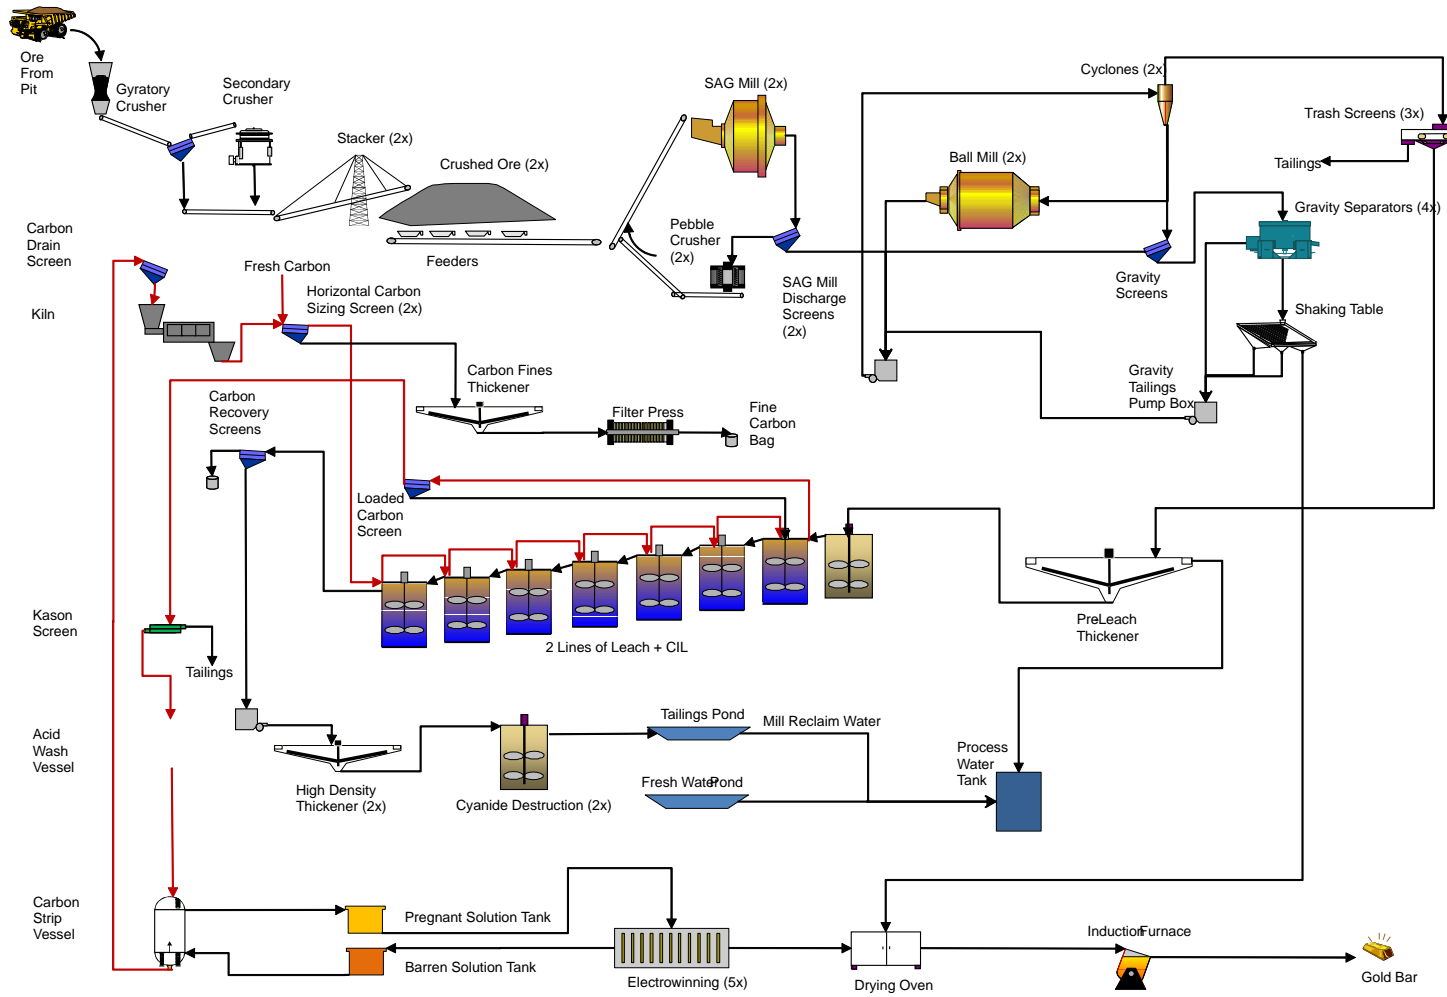 Ore
From
Pit
Gyratory
Crusher
Secondary
Crusher
Stacker (2x)
Crushed Ore (2x)
Feeders
SAG Mill (2x)
Pebble
Crusher
(2x)
SAG Mill
Discharge
Screens
(2x)
Ball Mill (2x)
Cyclones (2x)
Trash Screens (3x)
Tailings
Gravity Separators (4x)
Gravity
Screens
Shaking Table
Gravity
Tailings
Pump Box
Carbon
Drain
Screen
Kiln
Fresh Carbon
Horizontal Carbon
Sizing Screen (2x)
Carbon Fines
Thickener
Filter Press
Fine
Carbon
Bag
Carbon
Recovery
Screens
Loaded
Carbon
Screen
2 Lines of Leach + CIL
PreLeach
Thickener
Kason
Screen
Tailings
Acid
Wash
Vessel
High Density
Thickener (2x)
Cyanide Destruction (2x)
Tailings Pond
Mill Reclaim Water
Fresh Water Pond
Process
Water
Tank
Carbon
Strip
Vessel
Pregnant Solution Tank
Barren Solution Tank
Electrowinning (5x)
Drying Oven
Induction Furnace
Gold Bar